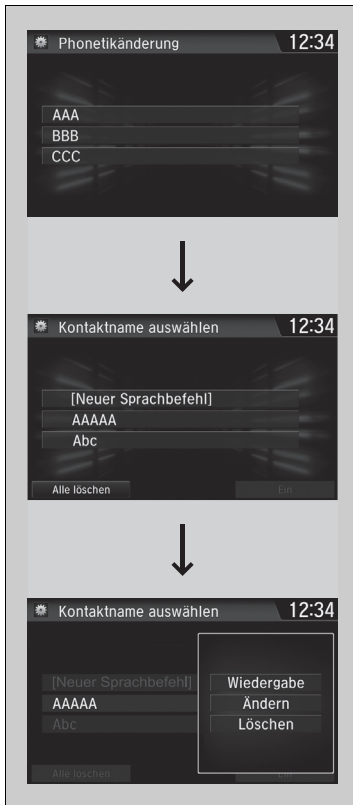 Phonetikänderung 12:34
AAA
BBB
CCC
Kontaktname auswählen 12:34
[Neuer Sprachbefehl]
AAAAA
Abc
Alle löschen Ein
Kontaktname auswählen 12:34
[Neuer Sprachbefehl] Wiedergabe
AAAAA Ändern
Abc Löschen
Alle löschen